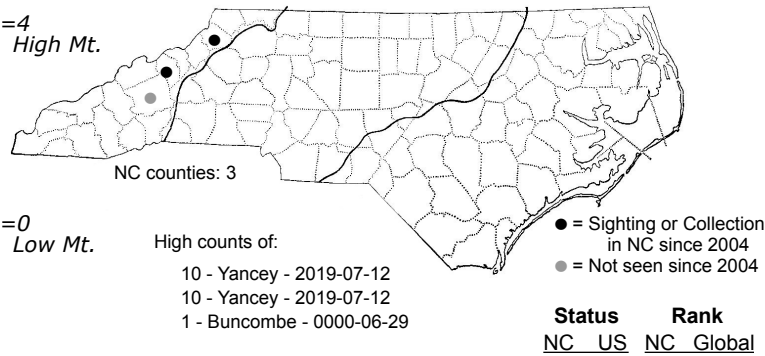 =4
High Mt.
NC counties: 3
=0
Low Mt.
High counts of:
10 - Yancey - 2019-07-12
10 - Yancey - 2019-07-12
1 - Buncombe - 0000-06-29
= Sighting or Collection
in NC since 2004
= Not seen since 2004
Status Rank
NC US NC Global